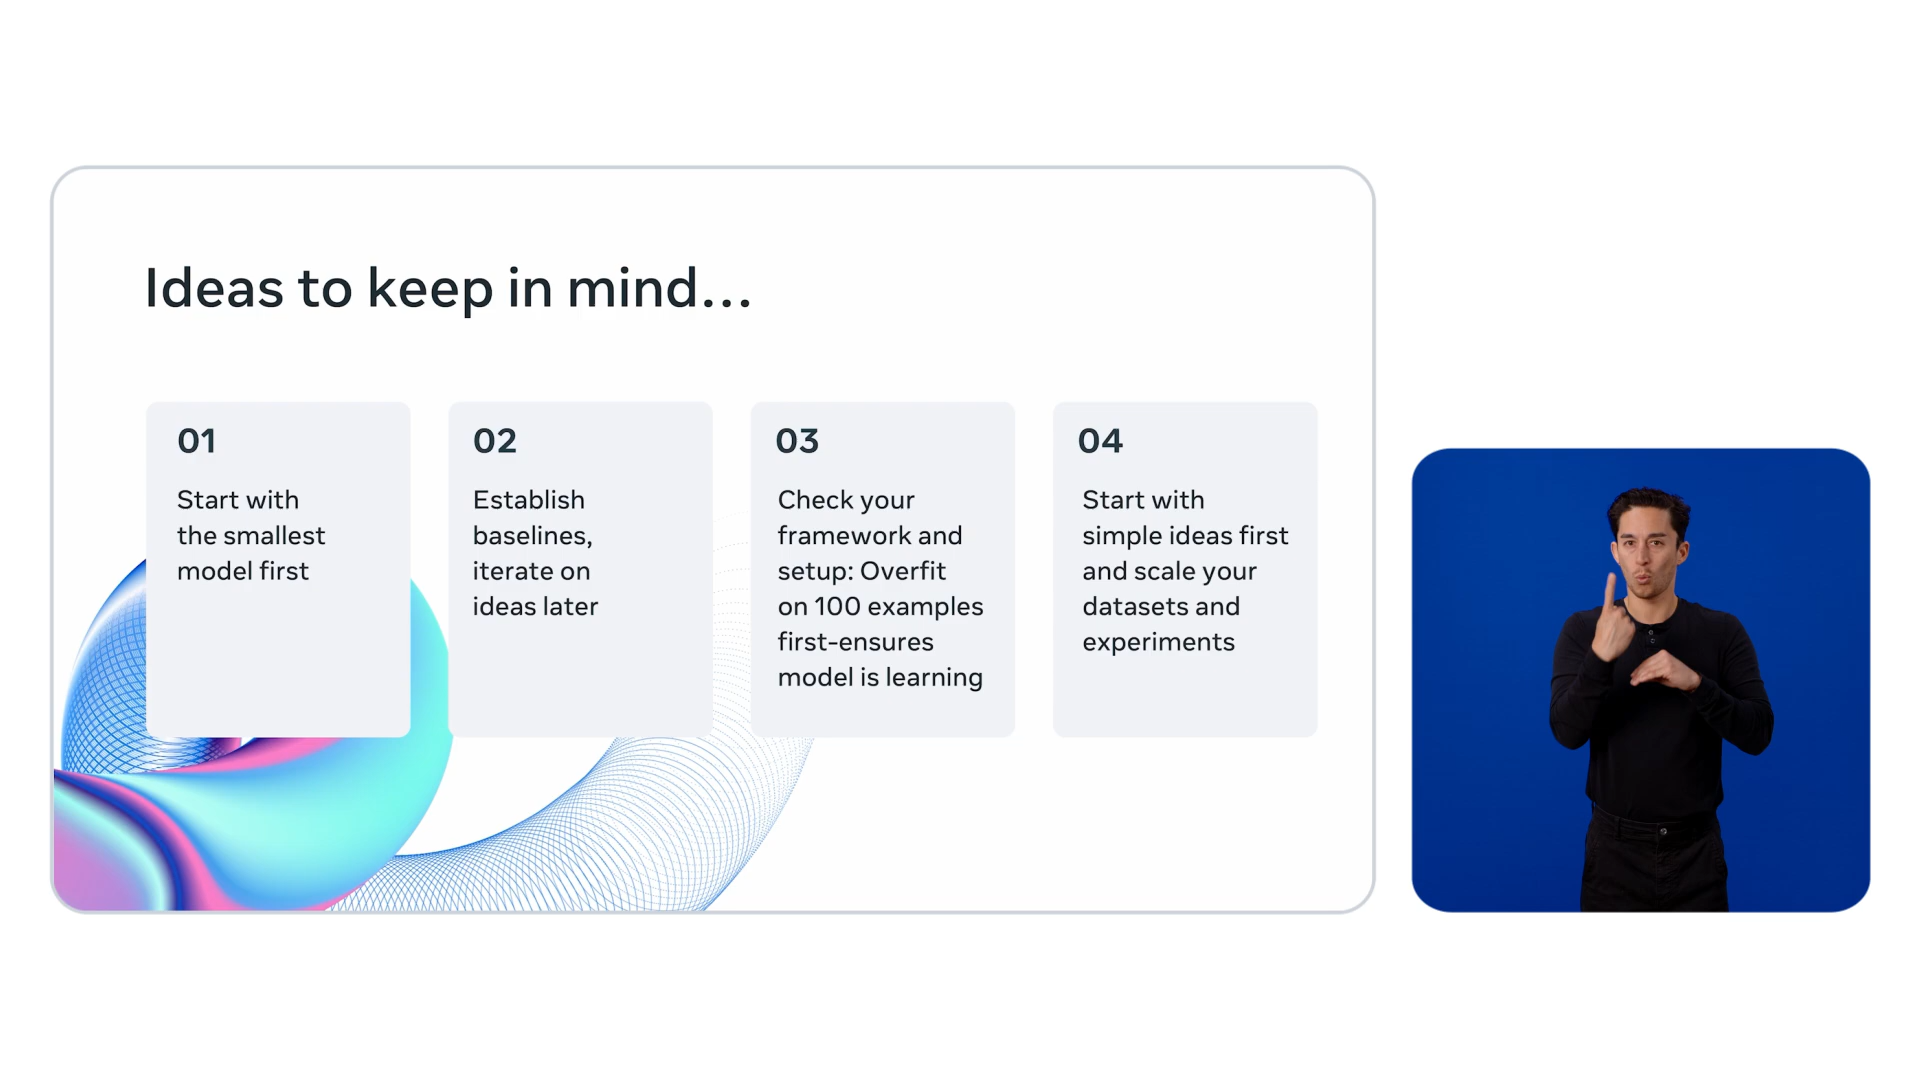 Ideas to keep in mind...
01
Start with
the smallest
model first
02
Establish
baselines,
iterate on
ideas later
03
Check your
framework and
setup: Overfit
on 100 examples
first-ensures
model is learning
04
Start with
simple ideas first
and scale your
datasets and
experiments